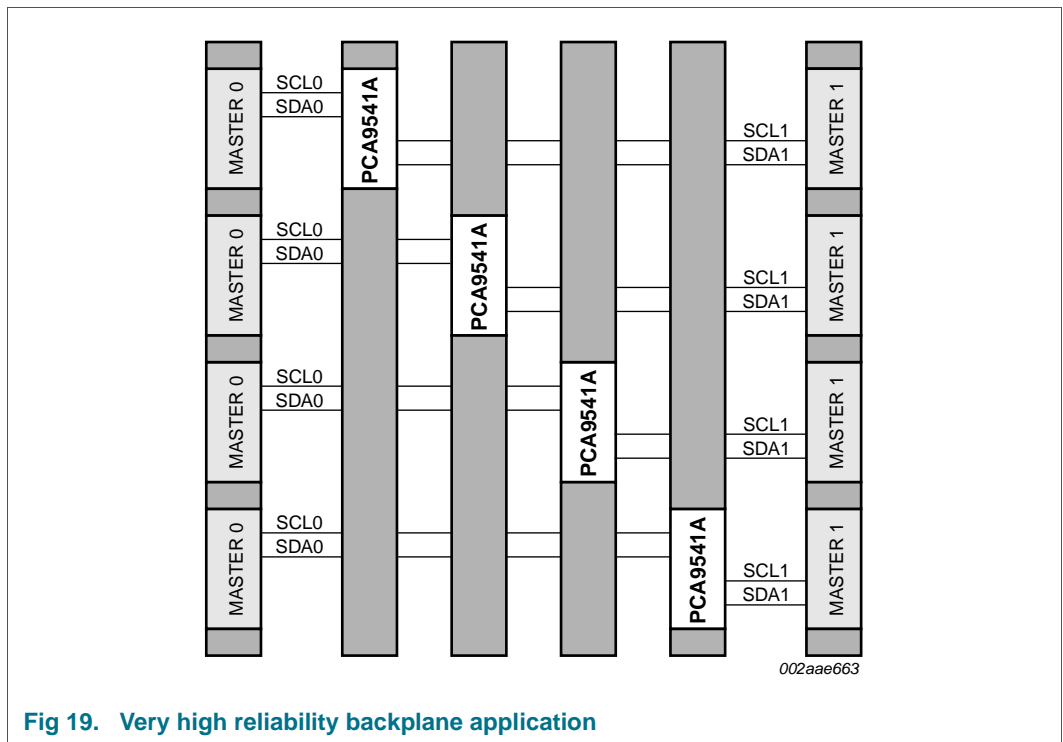 MASTER 0
SCL0
SDA0
PCA9541A
SCL1
SDA1
MASTER 1
MASTER 0
SCL0
SDA0
PCA9541A
SCL1
SDA1
MASTER 1
MASTER 0
SCL0
SDA0
PCA9541A
SCL1
SDA1
MASTER 1
MASTER 0
SCL0
SDA0
PCA9541A
SCL1
SDA1
MASTER 1
002aae663
Fig 19. Very high reliability backplane application